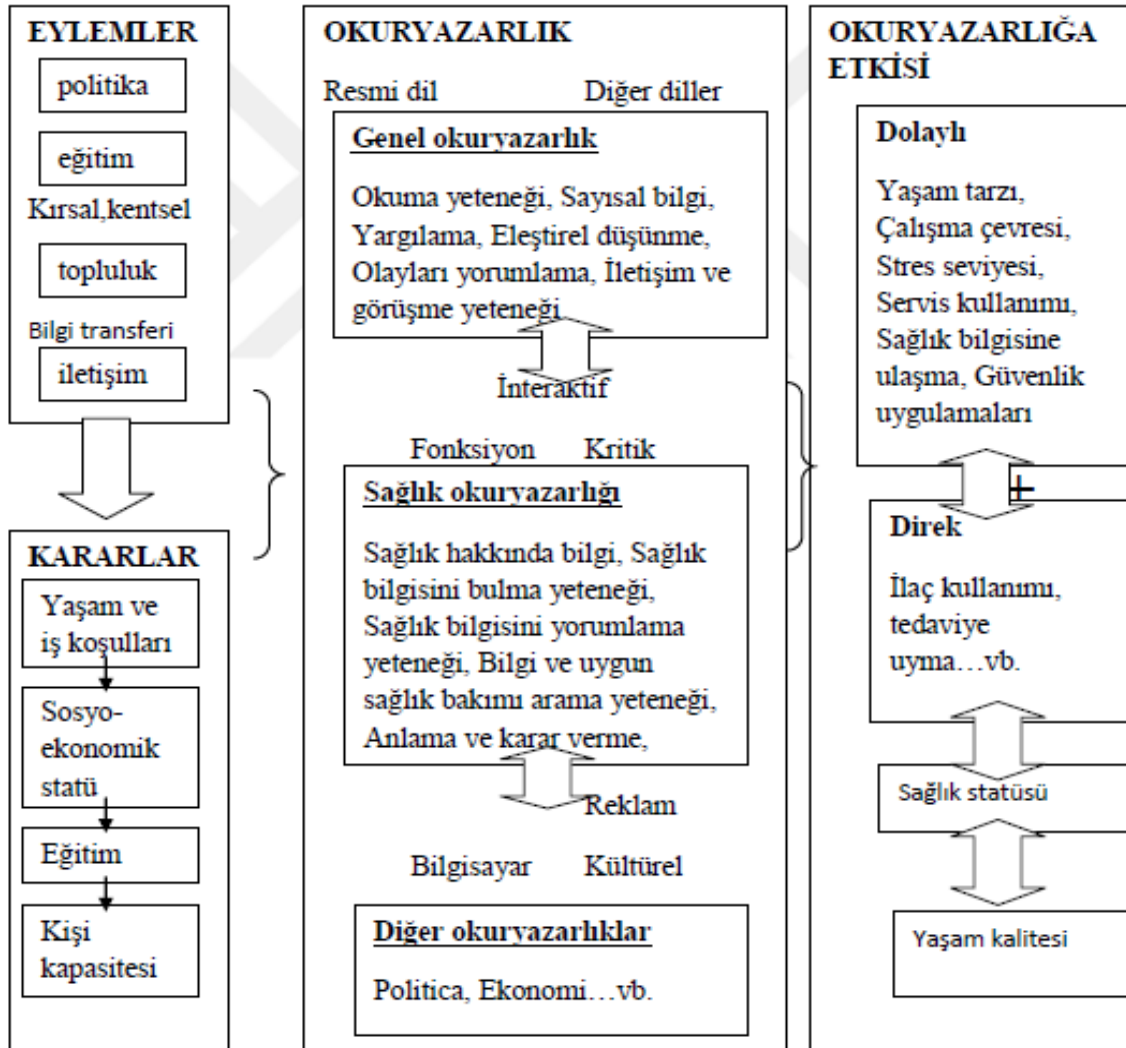 EYLEMLER
politika
eğitim
Kırsal,kentsel
topluluk
Bilgi transferi
iletişim
KARARLAR
Yaşam ve
iş koşulları
Sosyo-
ekonomik
statü
Eğitim
Kişi
kapasitesi
OKURYAZARLIK
Resmi dil Diğer diller
Genel okuryazarlık
Okuma yeteneği, Sayısal bilgi,
Yargılama, Eleştirel düşünme,
Olayları yorumlama, İletişim ve
görüşme yeteneği
İnteraktif
Fonksiyon Kritik
Sağlık okuryazarlığı
Sağlık hakkında bilgi, Sağlık
bilgisini bulma yeteneği,
Sağlık bilgisini yorumlama
yeteneği, Bilgi ve uygun
sağlık bakımı arama yeteneği,
Anlama ve karar verme,
Reklam
Bilgisayar Kültürel
Diğer okuryazarlıklar
Politica, Ekonomi…vb.
OKURYAZARLIĞA
ETKİSİ
Dolaylı
Yaşam tarzı,
Çalışma çevresi,
Stres seviyesi,
Servis kullanımı,
Sağlık bilgisine
ulaşma, Güvenlik
uygulamaları
+
Direk
İlaç kullanımı,
tedaviye
uyma…vb.
Sağlık statüsü
Yaşam kalitesi